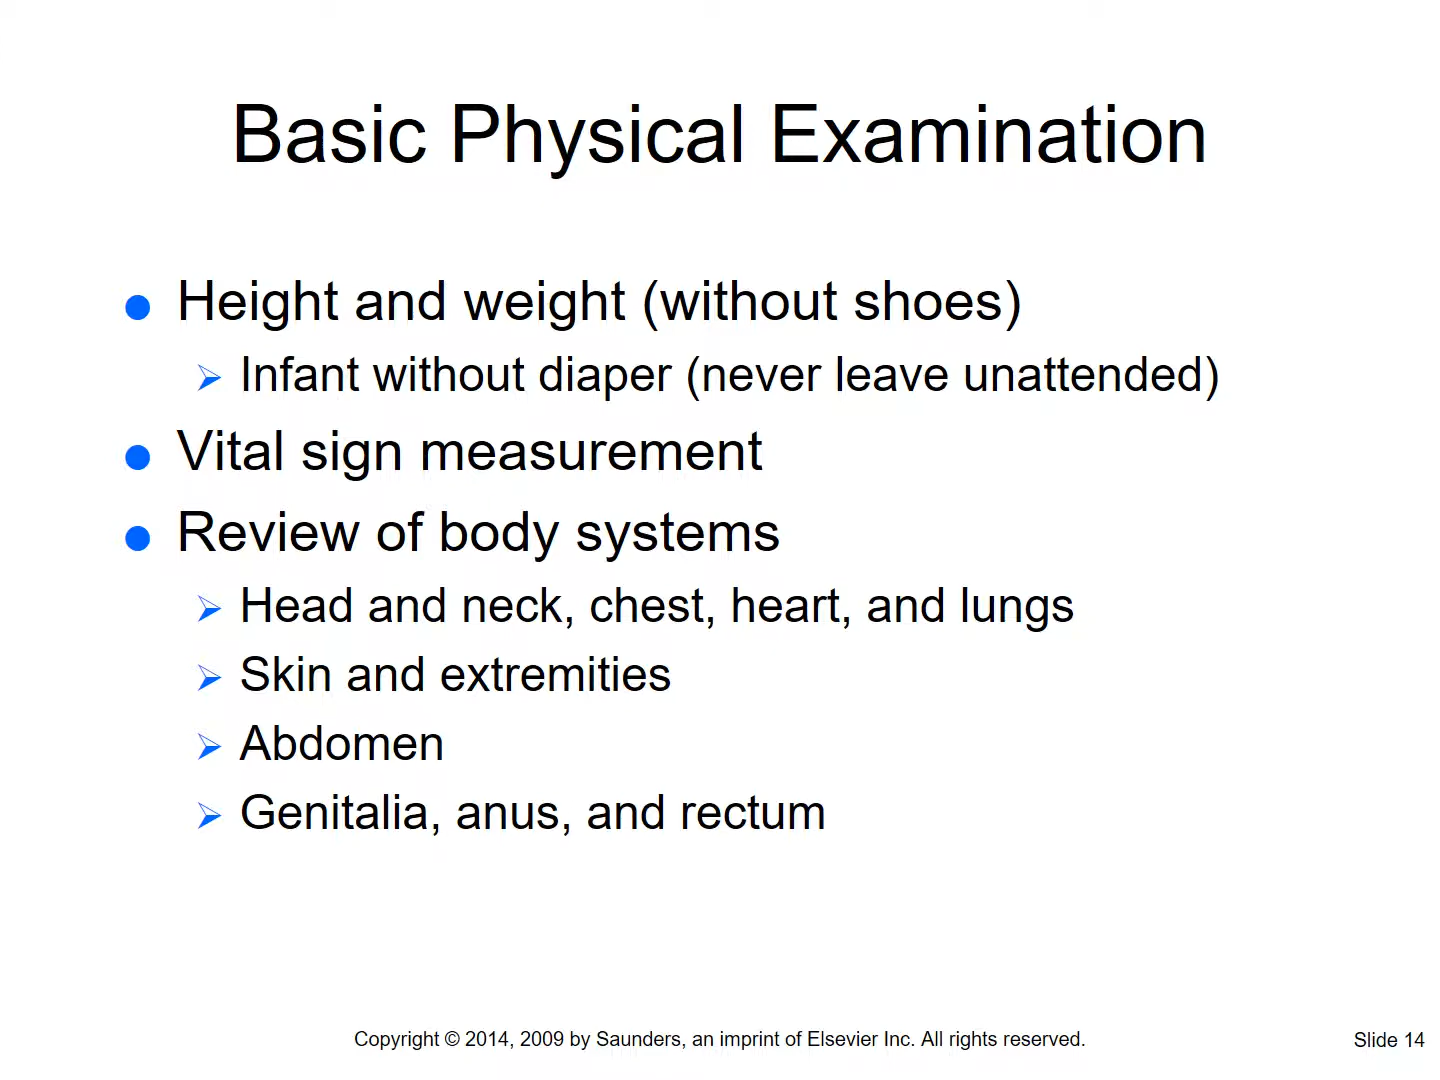 Basic Physical Examination
● Height and weight (without shoes)
➢ Infant without diaper (never leave unattended)
● Vital sign measurement
● Review of body systems
➢ Head and neck, chest, heart, and lungs
➢ Skin and extremities
➢ Abdomen
➢ Genitalia, anus, and rectum
Copyright © 2014, 2009 by Saunders, an imprint of Elsevier Inc. All rights reserved.
Slide 14